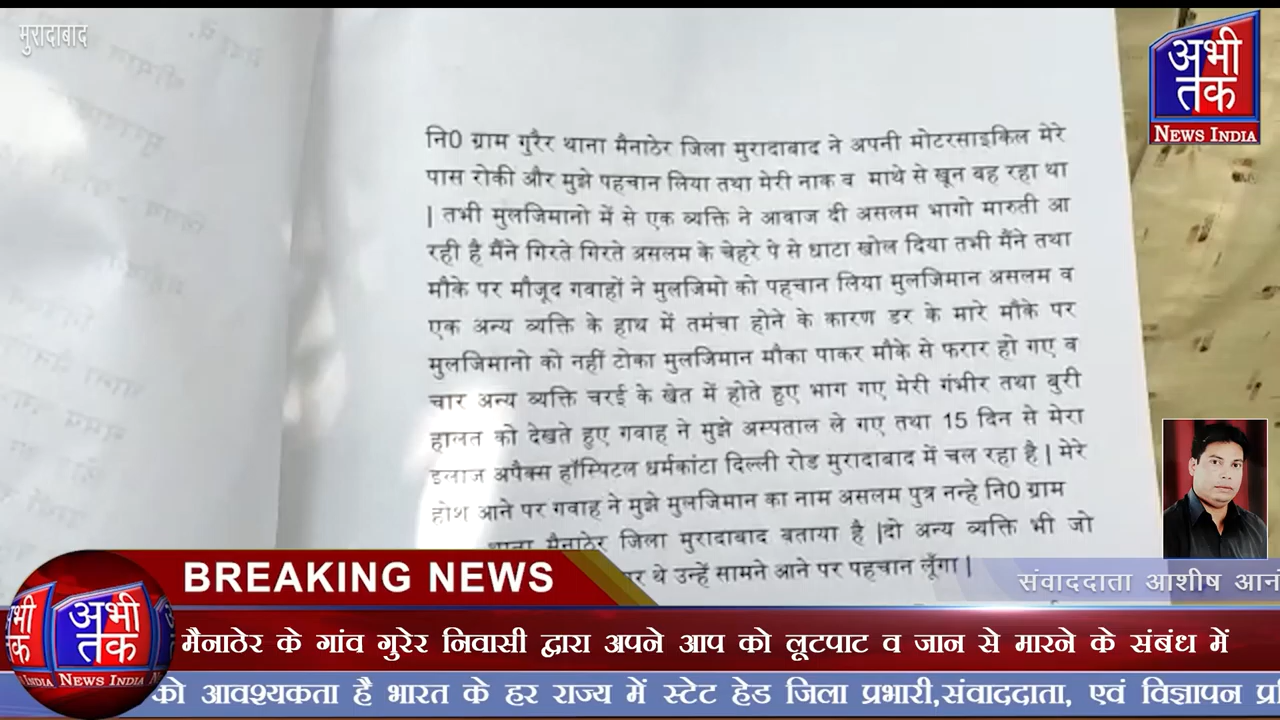 मुरादाबाद
अभी
तक
NEWS INDIA
नि0 ग्राम गुरैर थाना मैनाठेर जिला मुरादाबाद ने अपनी मोटरसाइकिल मेरे
पास रोकी और मुझे पहचान लिया तथा मेरी नाक व माथे से खून बह रहा था
| तभी मुलजिमानो में से एक व्यक्ति ने आवाज दी असलम भागो मारुती आ
रही है मैंने गिरते गिरते असलम के चेहरे पे से धाटा खोल दिया तभी मैंने तथा
मौके पर मौजूद गवाहों ने मुलजिमो को पहचान लिया मुलजिमान असलम व
एक अन्य व्यक्ति के हाथ में तमंचा होने के कारण डर के मारे मौके पर
मुलजिमानो को नहीं टोका मुलजिमान मौका पाकर मौके से फरार हो गए व
चार अन्य व्यक्ति चरई के खेत में होते हुए भाग गए मेरी गंभीर तथा बुरी
हालत को देखते हुए गवाह ने मुझे अस्पताल ले गए तथा 15 दिन से मेरा
इलाज अपैक्स हॉस्पिटल धर्मकांटा दिल्ली रोड मुरादाबाद में चल रहा है | मेरे
होश आने पर गवाह ने मुझे मुलजिमान का नाम असलम पुत्र नन्हे नि0 ग्राम
थाना मैनाठेर जिला मुरादाबाद बताया है |दो अन्य व्यक्ति भी जो
थे उन्हें सामने आने पर पहचान लूँगा |
BREAKING NEWS
संवाददाता आशीष आनं
अभी
तक
NEWS INDIA
मैनाठेर के गांव गुरेर निवासी द्वारा अपने आप को लूटपाट व जान से मारने के संबंध में
को आवश्यकता है भारत के हर राज्य में स्टेट हेड जिला प्रभारी,संवाददाता, एवं विज्ञापन प्र